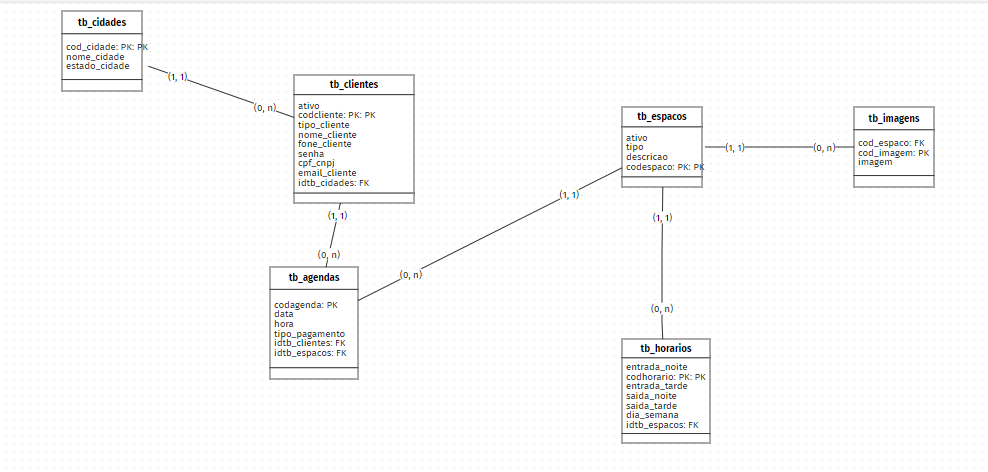 tb_cidades
cod_cidade: PK: PK
nome_cidade
estado_cidade
(1, 1)
(0, n)
tb_clientes
ativo
codcliente: PK: PK
tipo_cliente
nome_cliente
fone_cliente
senha
cpf_cnpj
email_cliente
idtb_cidades: FK
(1, 1)
(0, n)
tb_agendas
codagenda: PK
data
hora
tipo_pagamento
idtb_clientes: FK
idtb_espacos: FK
(0, n)
(1, 1)
tb_espacos
ativo
tipo
descricao
codespaco: PK: PK
(1, 1)
(0, n)
tb_imagens
cod_espaco: FK
cod_imagem: PK
imagem
(1, 1)
(0, n)
tb_horarios
entrada_noite
codhorario: PK: PK
entrada_tarde
saida_noite
saida_tarde
dia_semana
idtb_espacos: FK